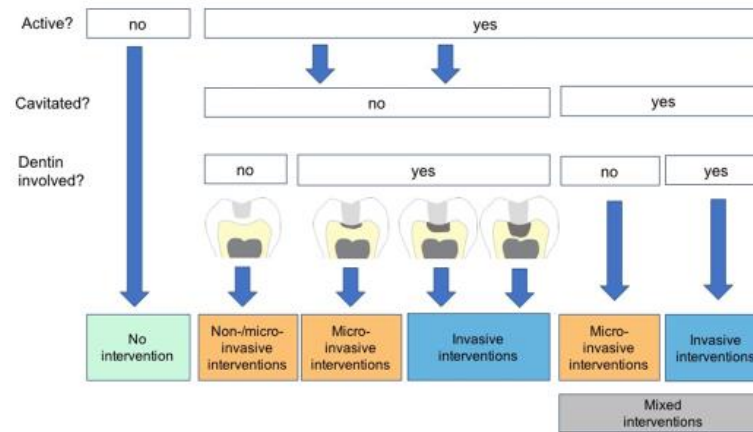 Active?
no
yes
Cavitated?
no
yes
Dentin
involved?
no
yes
no
yes
No
intervention
Non-/micro-
invasive
interventions
Micro-
invasive
interventions
Invasive
interventions
Micro-
invasive
interventions
Invasive
interventions
Mixed
interventions